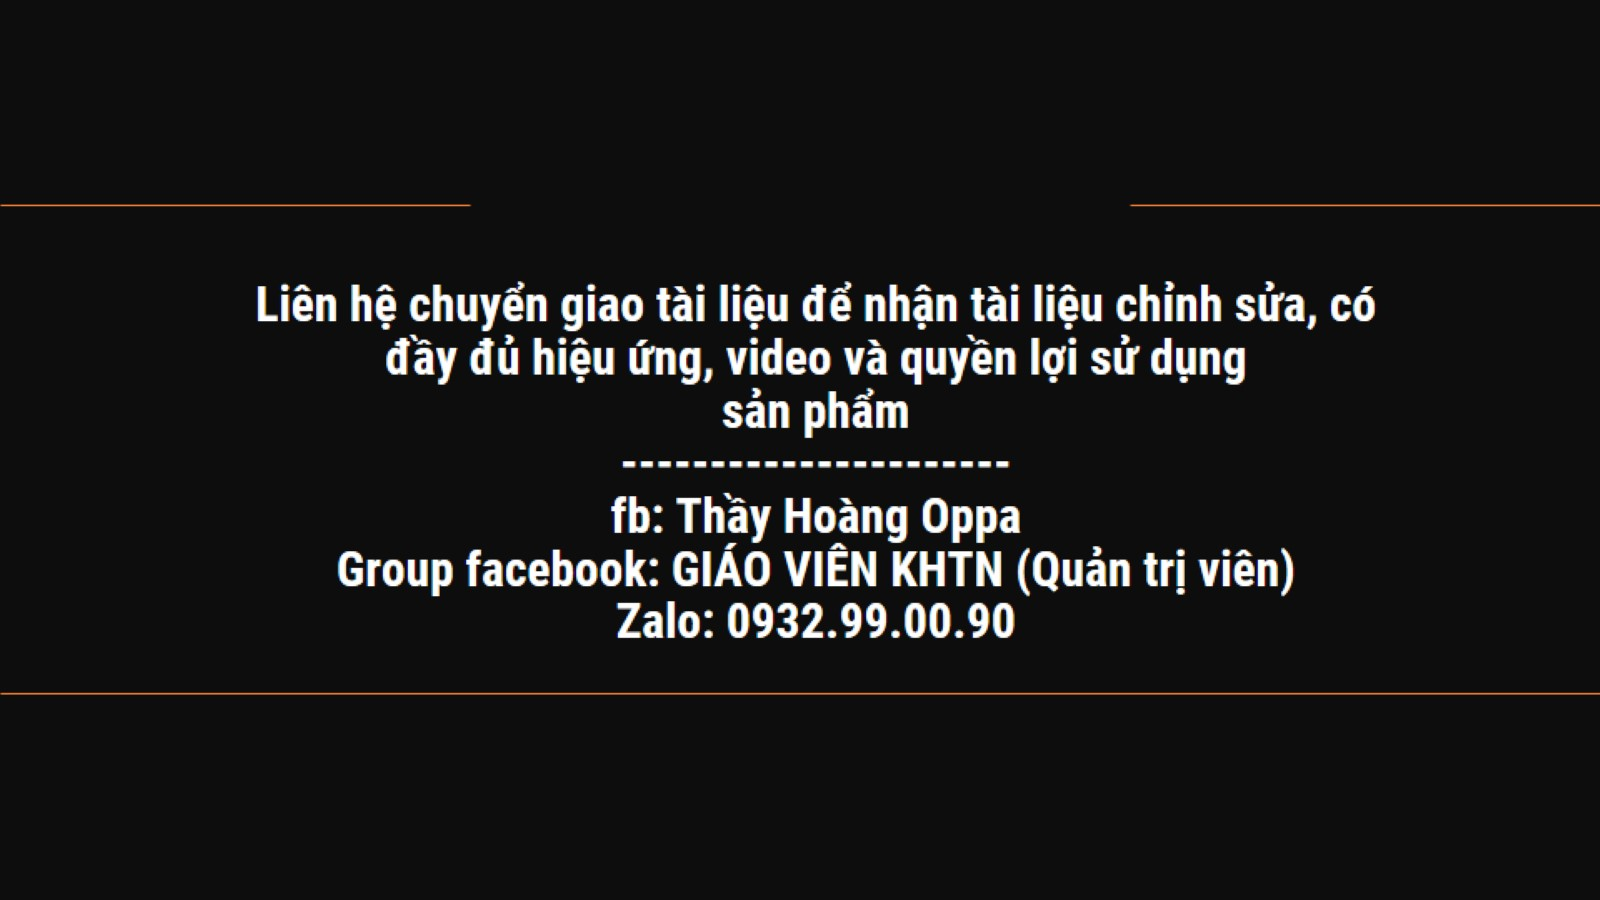 Liên hệ chuyển giao tài liệu để nhận tài liệu chỉnh sửa, có
đầy đủ hiệu ứng, video và quyền lợi sử dụng
sản phẩm
----------------------
fb: Thầy Hoàng Oppa
Group facebook: GIÁO VIÊN KHTN (Quản trị viên)
Zalo: 0932.99.00.90